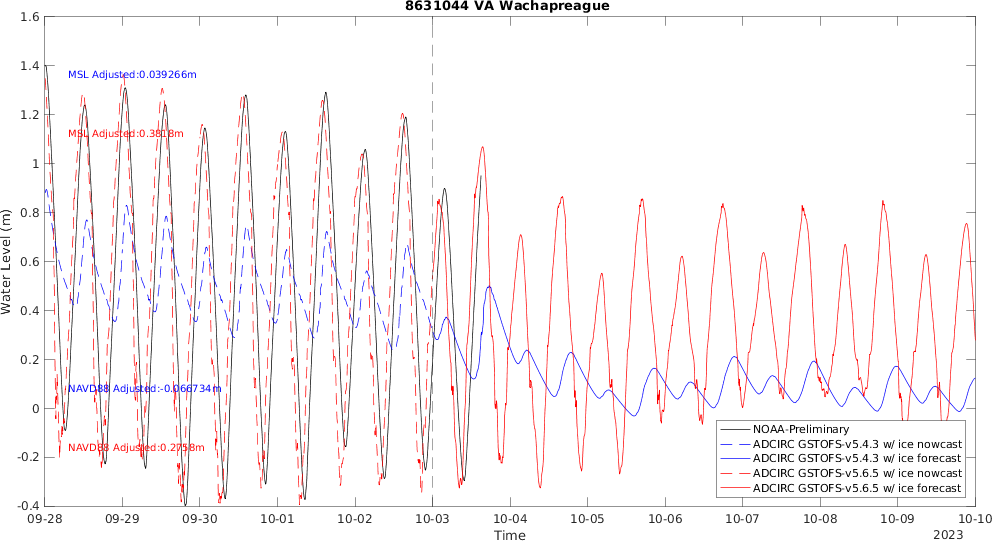 8631044 VA Wachapreague
1.6
1.4
1.2
1
0.8
0.6
0.4
0.2
0
-0.2
-0.4
Water Level (m)
MSL Adjusted:0.039266m
MSL Adjusted:0.3818m
NAVD88 Adjusted:-0.066734m
NAVD88 Adjusted:0.2758m
NOAA-Preliminary
ADCIRC GSTOFS-v5.4.3 w/ ice nowcast
ADCIRC GSTOFS-v5.4.3 w/ ice forecast
ADCIRC GSTOFS-v5.6.5 w/ ice nowcast
ADCIRC GSTOFS-v5.6.5 w/ ice forecast
09-28 09-29 09-30 10-01 10-02 10-03 10-04 10-05 10-06 10-07 10-08 10-09 10-10
Time
2023